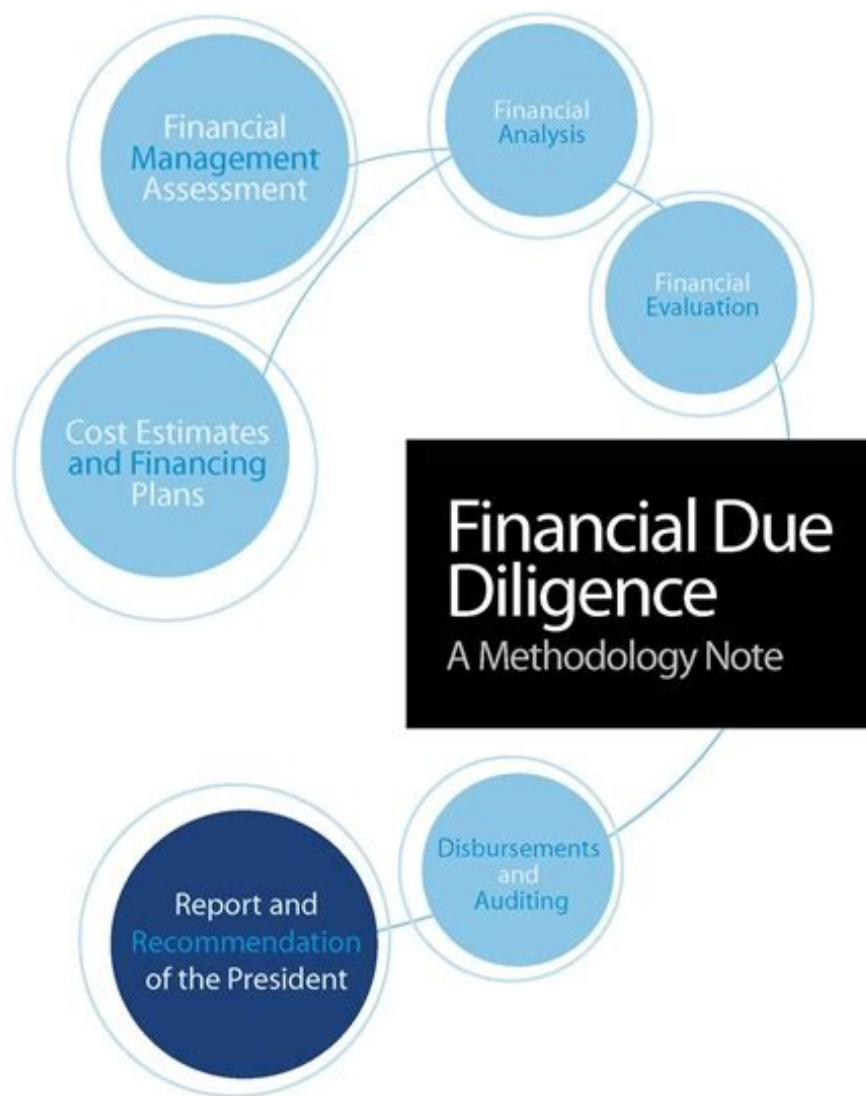 Financial
Management
Assessment
Financial
Analysis
Financial
Evaluation
Cost Estimates
and Financing
Plans
Financial Due
Diligence
A Methodology Note
Disbursements
and
Auditing
Report and
Recommendation
of the President